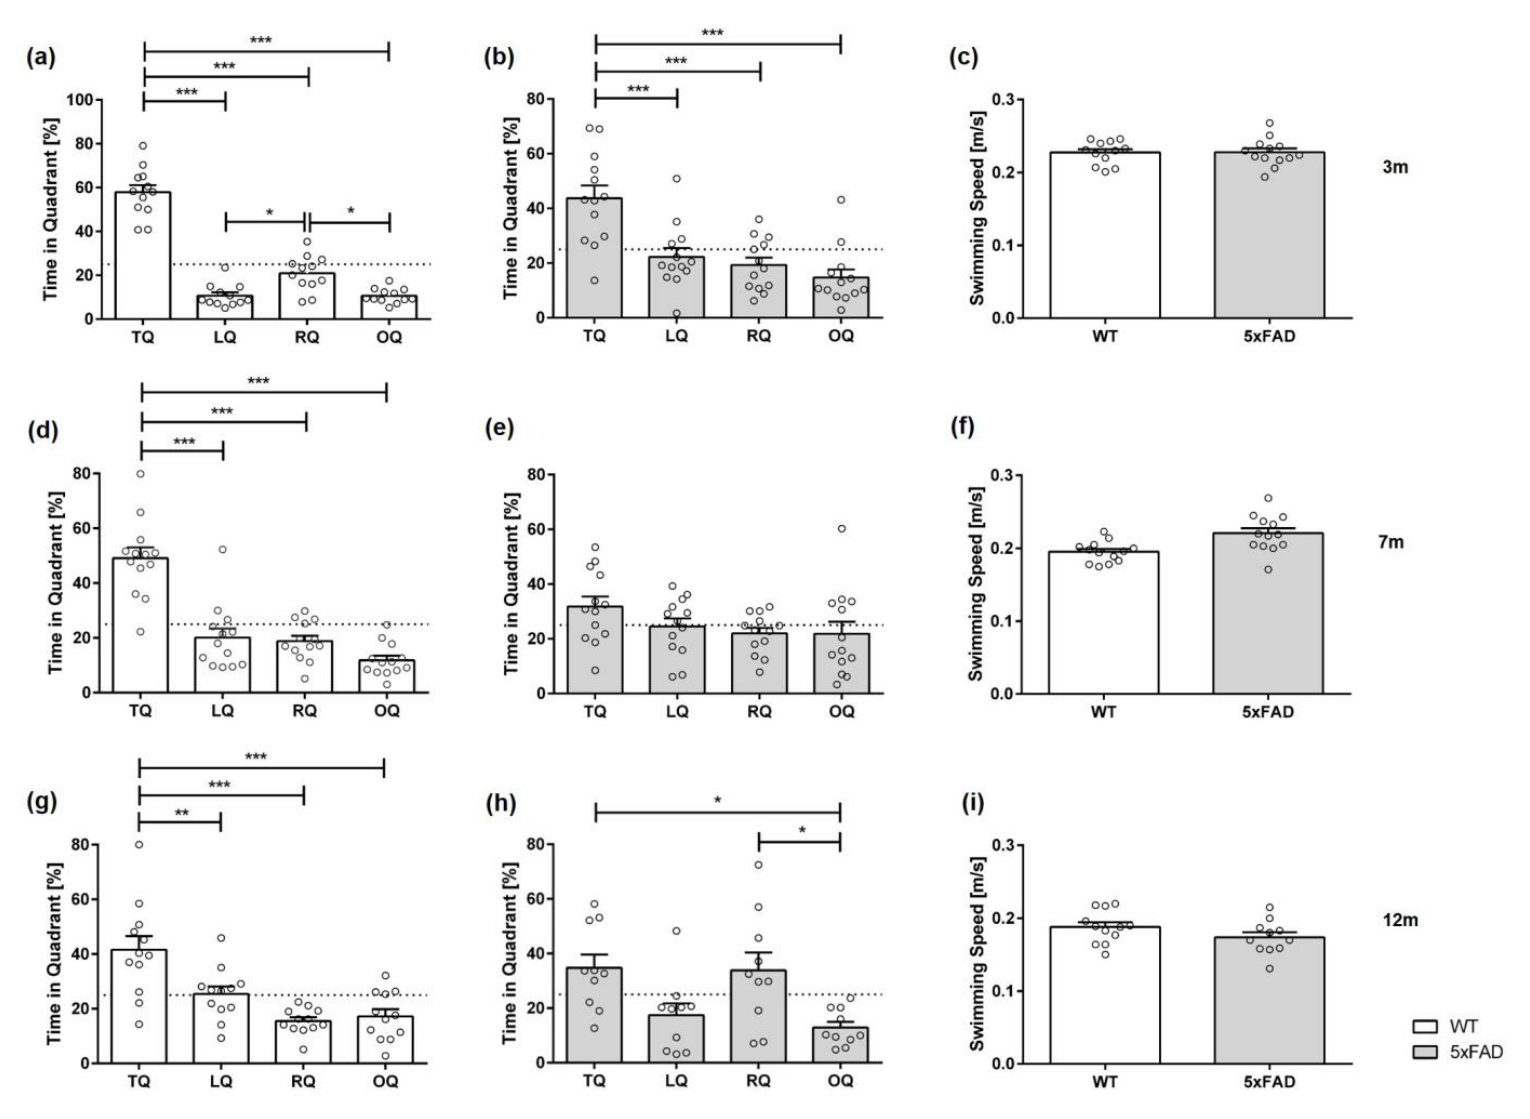 (a)
***
***
***
*
*
Time in Quadrant [%]
100
80
60
40
20
0
TQ LQ RQ OQ
(b)
***
***
***
Time in Quadrant [%]
80
60
40
20
0
TQ LQ RQ OQ
(c)
Swimming Speed [m/s]
0.3
0.2
0.1
0.0
WT 5xFAD
3m
(d)
***
***
***
Time in Quadrant [%]
80
60
40
20
0
TQ LQ RQ OQ
(e)
Time in Quadrant [%]
80
60
40
20
0
TQ LQ RQ OQ
(f)
Swimming Speed [m/s]
0.3
0.2
0.1
0.0
WT 5xFAD
7m
(g)
***
***
**
Time in Quadrant [%]
80
60
40
20
0
TQ LQ RQ OQ
(h)
*
*
Time in Quadrant [%]
80
60
40
20
0
TQ LQ RQ OQ
(i)
Swimming Speed [m/s]
0.3
0.2
0.1
0.0
WT 5xFAD
12m
WT
5xFAD